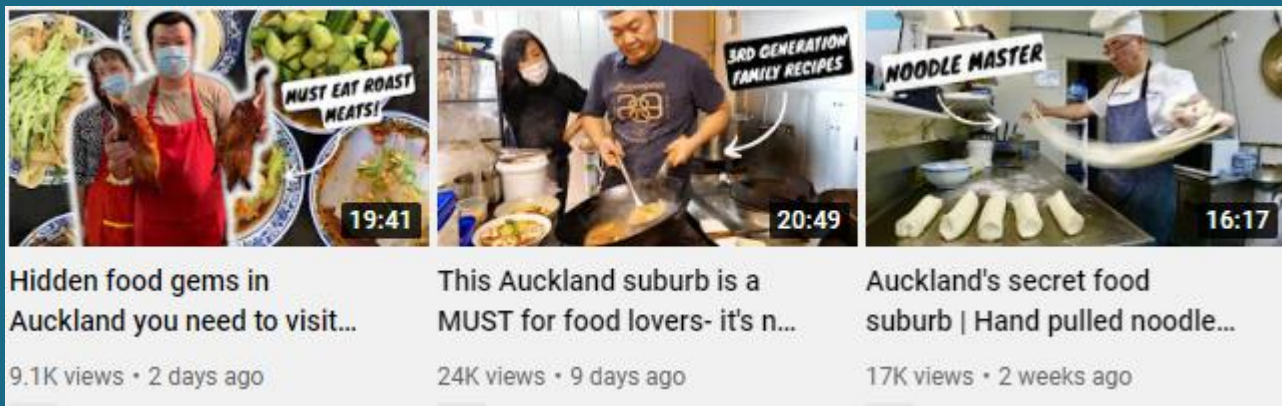 MUST EAT ROAST
MEATS!
19:41
Hidden food gems in
Auckland you need to visit...
9.1K views • 2 days ago
3RD GENERATION
FAMILY RECIPES
20:49
This Auckland suburb is a
MUST for food lovers- it's n...
24K views • 9 days ago
NOODLE MASTER
16:17
Auckland's secret food
suburb | Hand pulled noodle...
17K views • 2 weeks ago